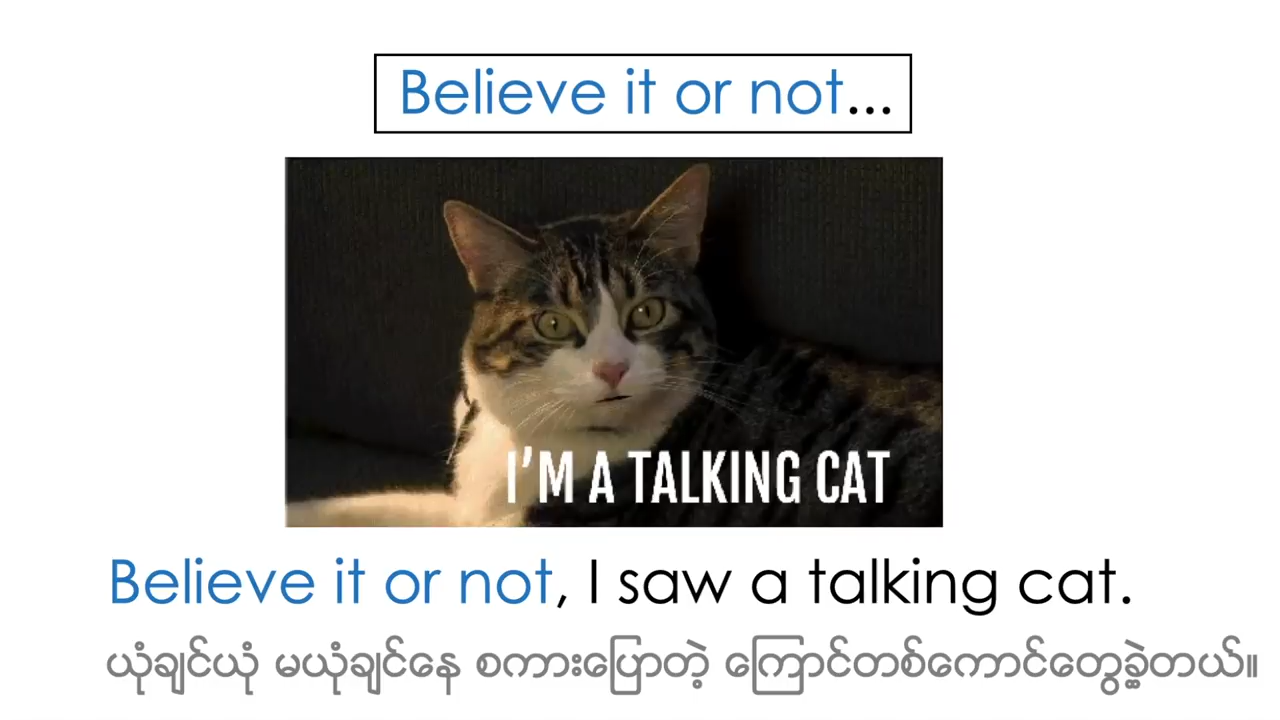 Believe it or not...
I'M A TALKING CAT
Believe it or not, I saw a talking cat.
ယုံချင်ယုံ မယုံချင်နေ စကားပြောတဲ့ ကြောင်တစ်ကောင်တွေ့ခဲ့တယ်။